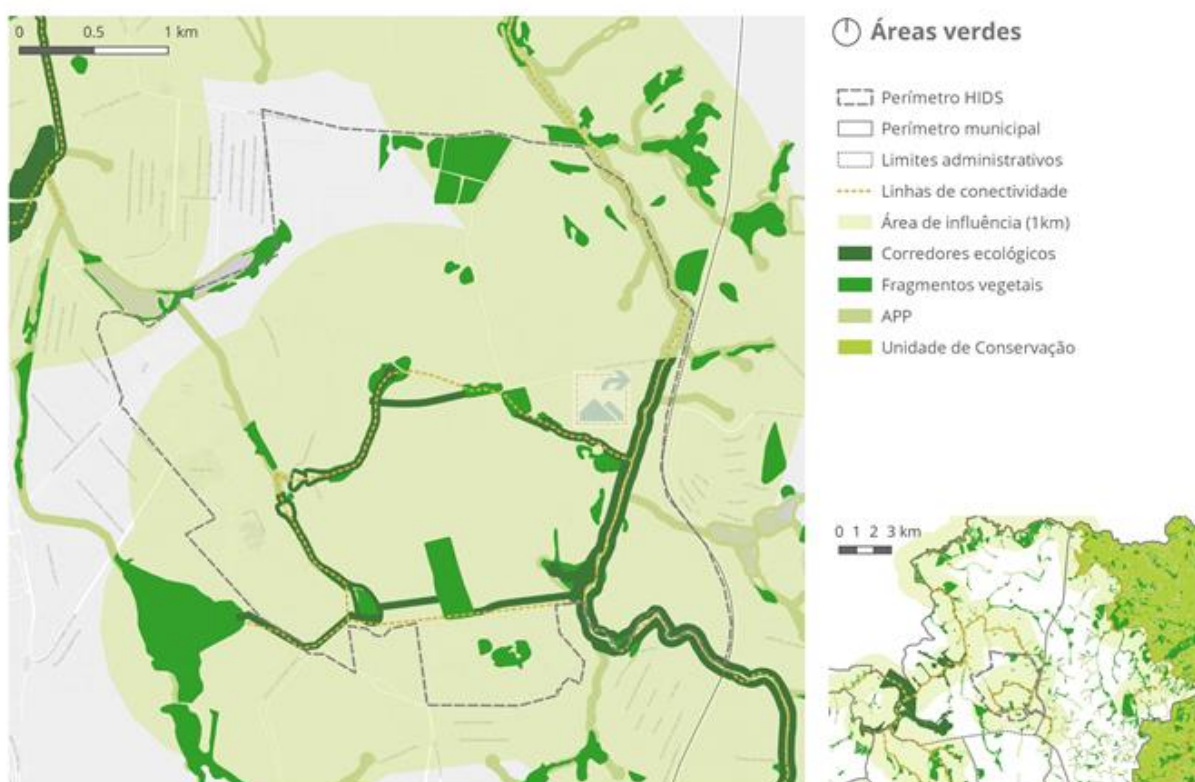 0 0.5 1 km
Áreas verdes
Perímetro HIDS
Perímetro municipal
Limites administrativos
Linhas de conectividade
Área de influência (1km)
Corredores ecológicos
Fragmentos vegetais
APP
Unidade de Conservação
0 1 2 3 km